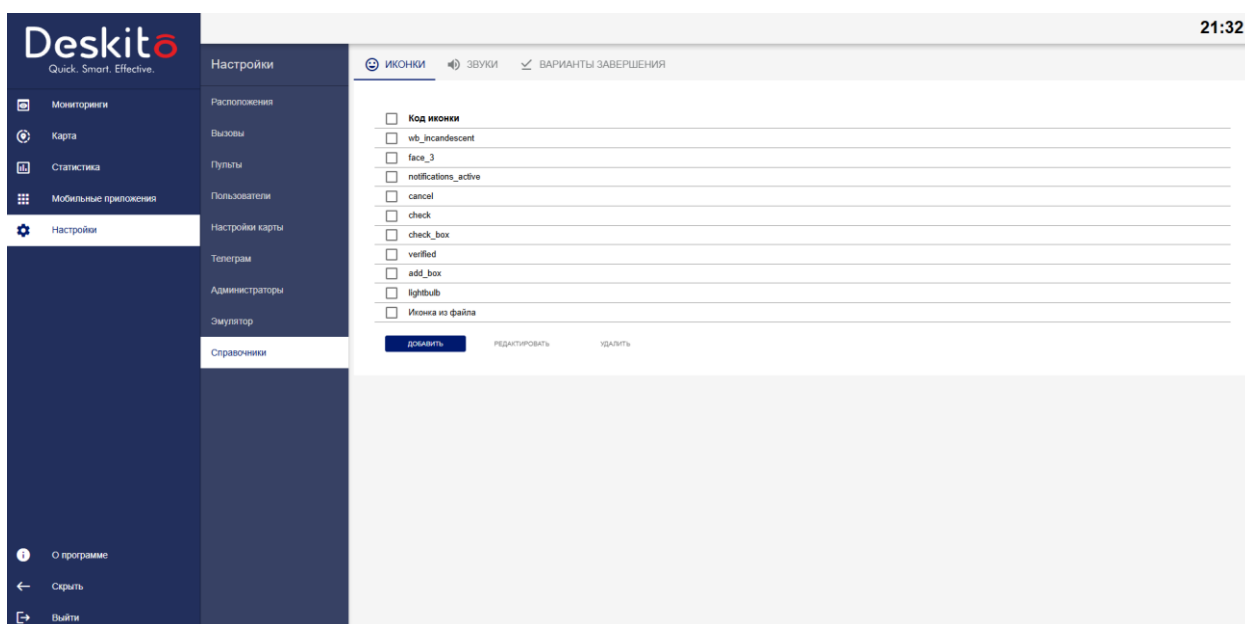 21:32
Deskitō
Quick. Smart. Effective.
Мониторинги
Карта
Статистика
Мобильные приложения
Настройки
О программе
Скрыть
Выйти
Настройки
Расположения
Вызовы
Пульты
Пользователи
Настройки карты
Телеграм
Администраторы
Эмулятор
Справочники
ИКОНКИ ЗВУКИ ВАРИАНТЫ ЗАВЕРШЕНИЯ
Код иконки
wb_incandescent
face_3
notifications_active
cancel
check
check_box
verified
add_box
lightbulb
Иконка из файла
ДОБАВИТЬ РЕДАКТИРОВАТЬ УДАЛИТЬ